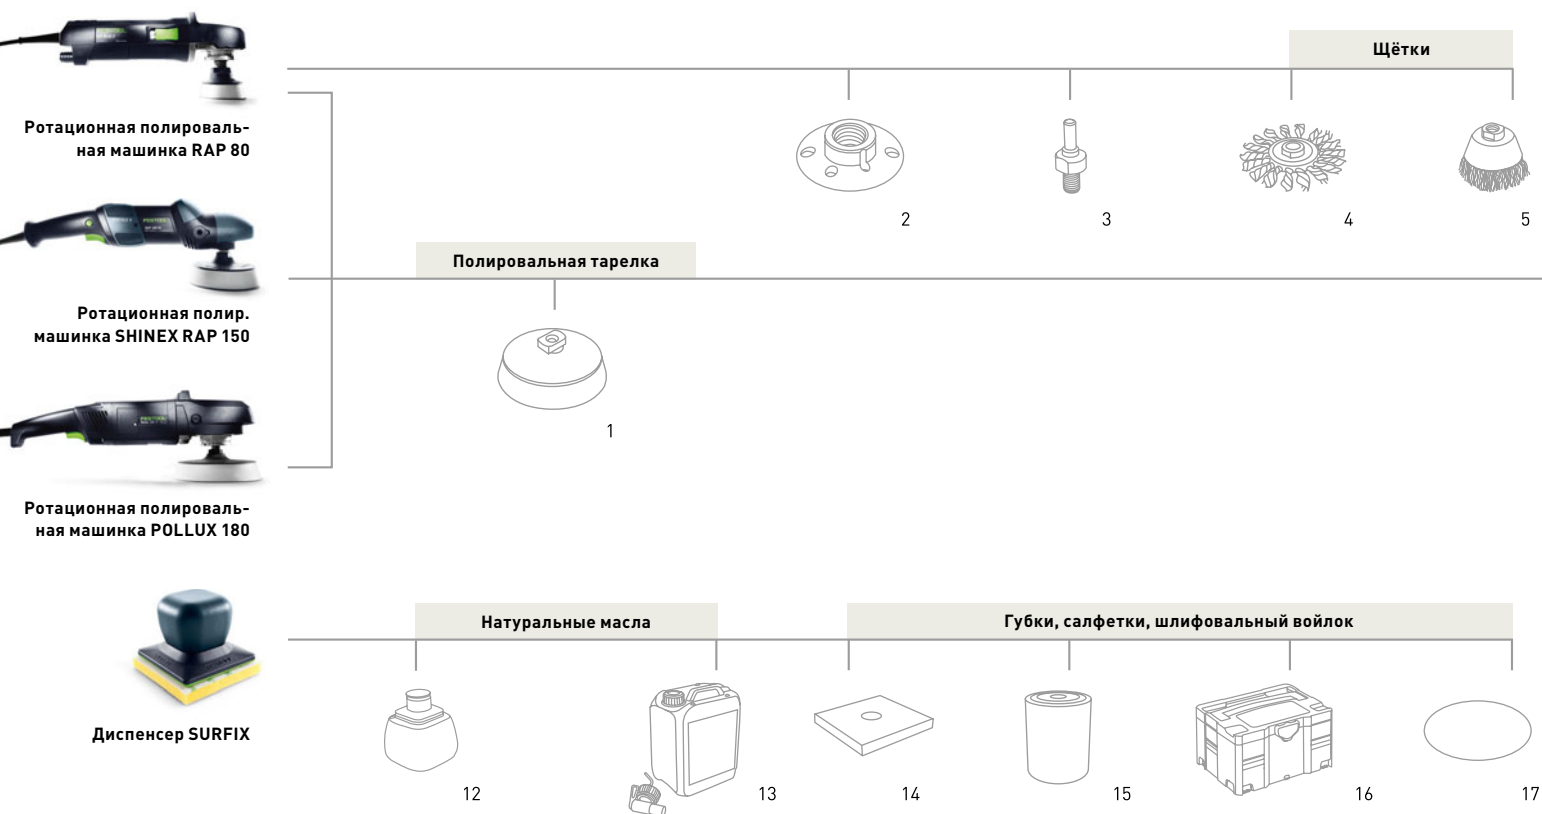 Щётки
Ротационная полироваль-
ная машинка RAP 80
2
3
4
5
Полировальная тарелка
Ротационная полир.
машинка SHINEX RAP 150
1
Ротационная полироваль-
ная машинка POLLUX 180
Натуральные масла
Губки, салфетки, шлифовальный войлок
Диспенсер SURFIX
12
13
14
15
16
17